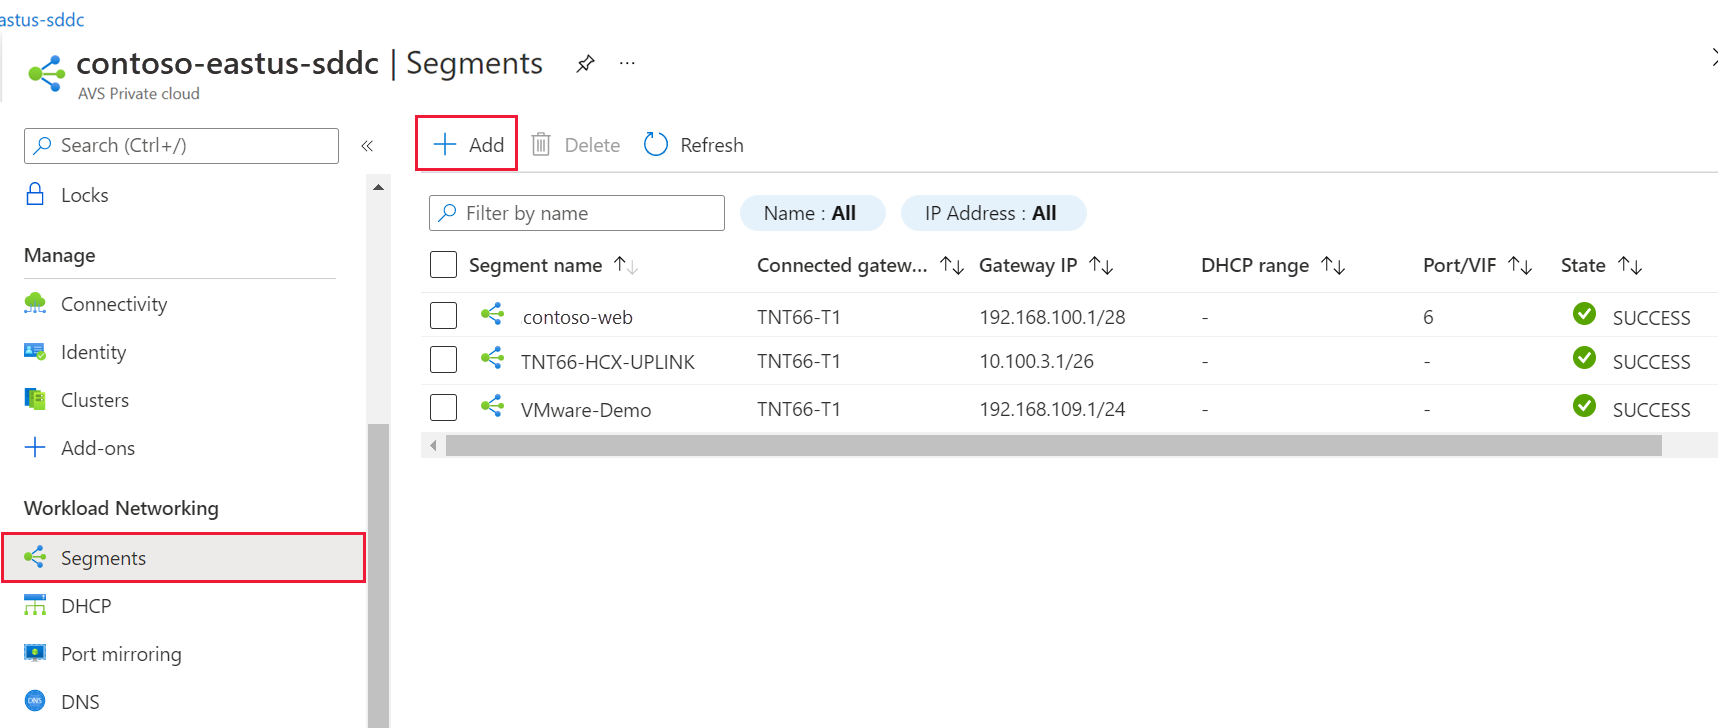 astus-sddc
contoso-eastus-sddc | Segments ...
AVS Private cloud
Search (Ctrl+/) «
Locks
Manage
Connectivity
Identity
Clusters
Add-ons
Workload Networking
Segments
DHCP
Port mirroring
DNS
Add Delete Refresh
Filter by name Name : All IP Address : All
Segment name Connected gatew... Gateway IP DHCP range Port/VIF State
contoso-web TNT66-T1 192.168.100.1/28 - 6 SUCCESS
TNT66-HCX-UPLINK TNT66-T1 10.100.3.1/26 - - SUCCESS
VMware-Demo TNT66-T1 192.168.109.1/24 - - SUCCESS